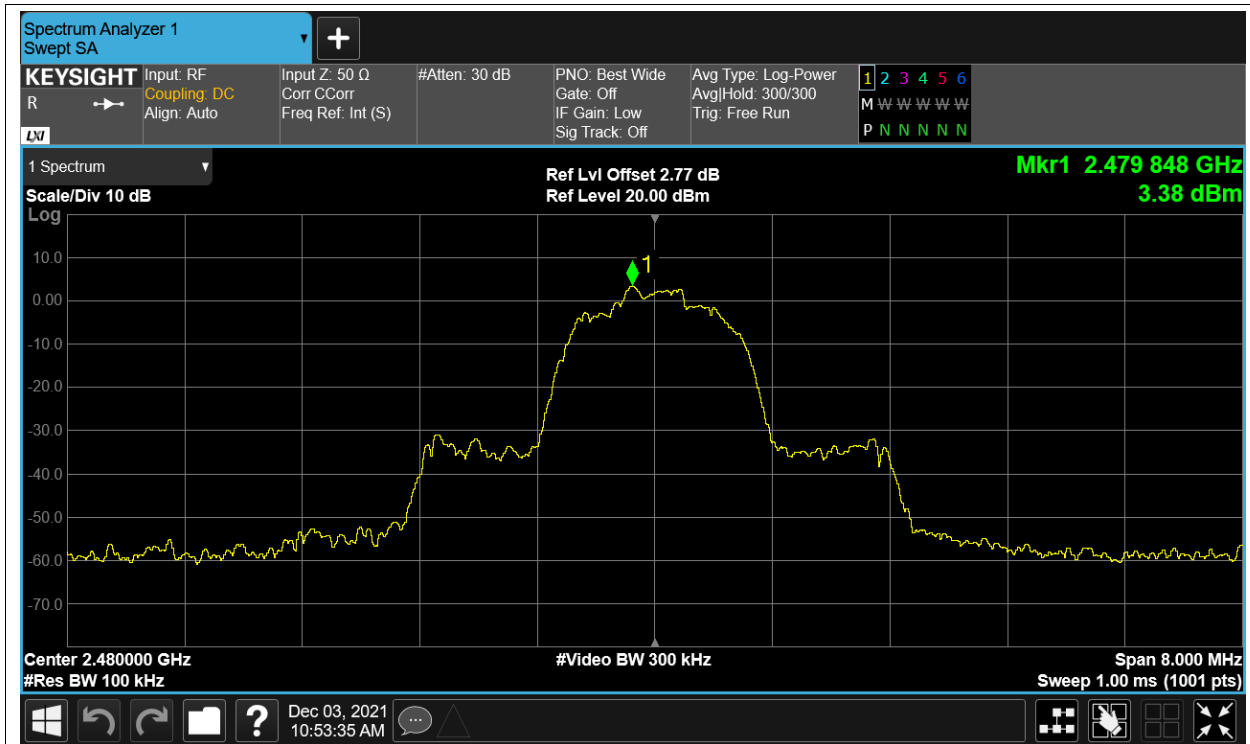 Spectrum Analyzer 1
Swept SA
+
KEYSIGHT
R
LXI
Input: RF
Coupling: DC
Align: Auto
Input Z: 50 Ω
Corr CCorr
Freq Ref: Int (S)
#Atten: 30 dB
PNO: Best Wide
Gate: Off
IF Gain: Low
Sig Track: Off
Avg Type: Log-Power
Avg|Hold: 300/300
Trig: Free Run
1 2 3 4 5 6
M W W W W W
P N N N N N
1 Spectrum
Scale/Div 10 dB
Log
Ref Lvl Offset 2.77 dB
Ref Level 20.00 dBm
Mkr1 2.479 848 GHz
3.38 dBm
1
10.0
0.00
-10.0
-20.0
-30.0
-40.0
-50.0
-60.0
-70.0
Center 2.480000 GHz
#Res BW 100 kHz
#Video BW 300 kHz
Span 8.000 MHz
Sweep 1.00 ms (1001 pts)
?
Dec 03, 2021
10:53:35 AM